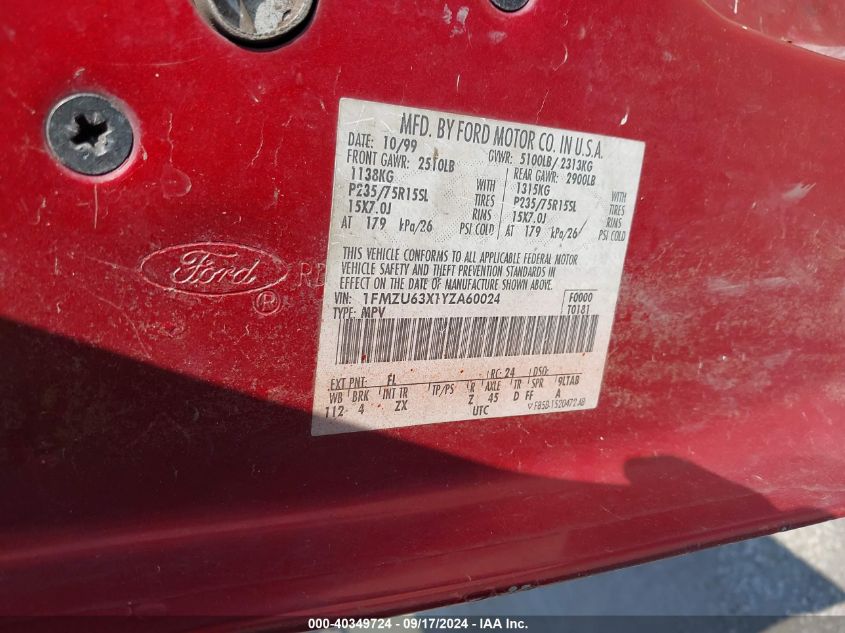 MFD. BY FORD MOTOR CO. IN U.S.A.
DATE: 10/99 GVWR: 5100LB/ 2313KG
FRONT GAWR: 2510LB REAR GAWR: 2900LB
1138KG WITH 1315KG WITH
P235/75R15SL TIRES P235/75R15SL TIRES
15X7.0J RINS 15X7.0J RINS
AT 179 kPa/26 PSI COLD AT 179 kPa/26/ PSI COLD
THIS VEHICLE CONFORMS TO ALL APPLICABLE FEDERAL MOTOR
VEHICLE SAFETY AND THEFT PREVENTION STANDARDS IN
EFFECT ON THE DATE OF MANUFACTURE SHOWN ABOVE.
VIN: 1FMZU63X1YZA60024 F0000
TYPE: MPV T0181
Ford
R
EXT PNT: FL RC: 24 DSO:
WB BRK INT TR TP/PS R AXLE TR SPR 9LTAB
112 4 ZX Z 45 D FF A
UTC F85B-1520472-AB
000-40349724 - 09/17/2024 - IAA Inc.